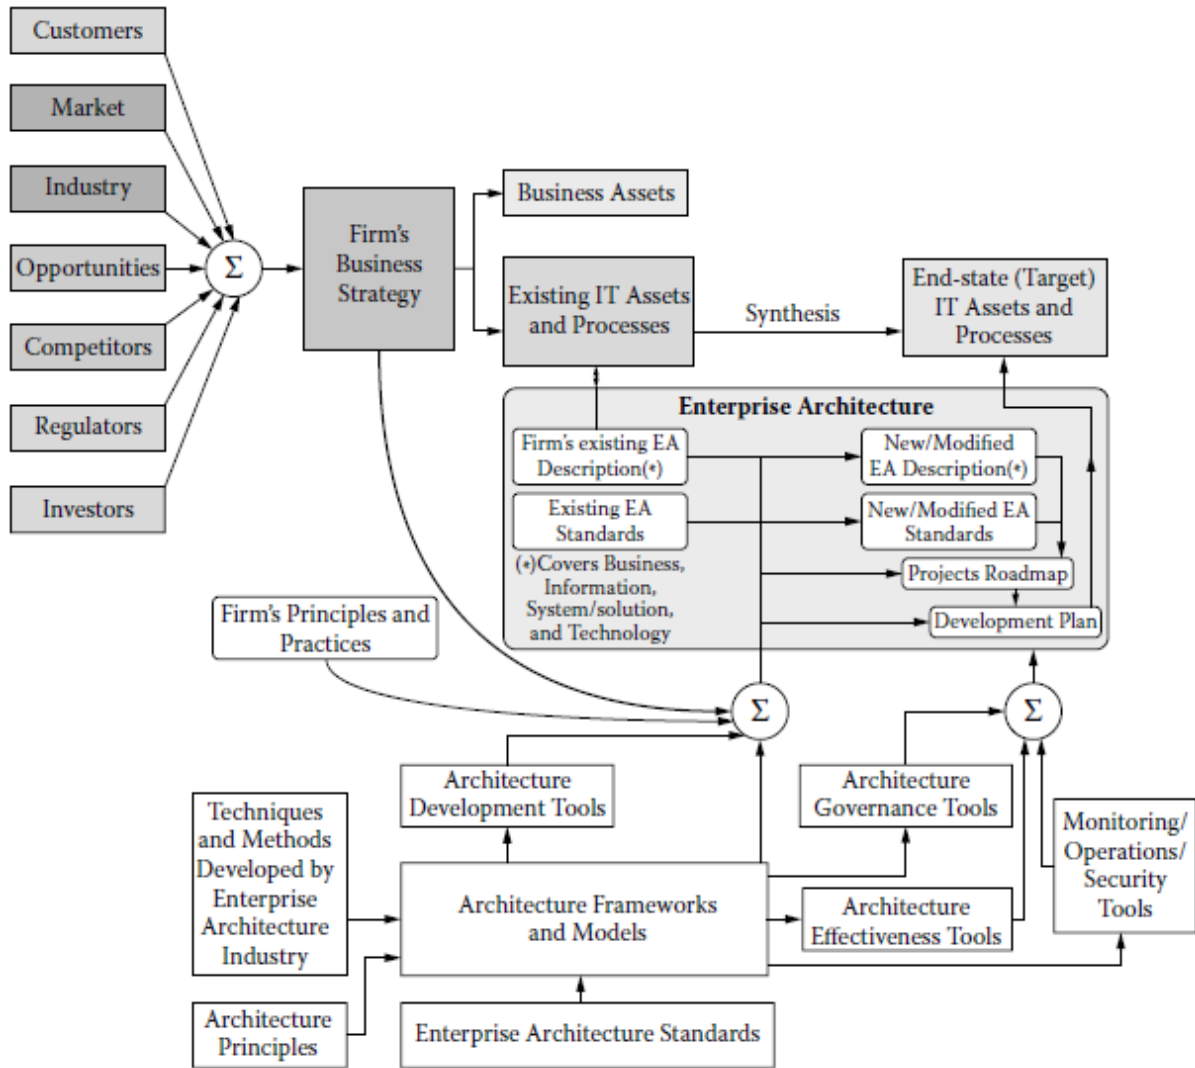 Customers
Market
Industry
Opportunities
Competitors
Regulators
Investors
Σ
Firm's
Business
Strategy
Business Assets
Existing IT Assets
and Processes
Synthesis
End-state (Target)
IT Assets and
Processes
Enterprise Architecture
Firm's existing EA
Description(*)
New/Modified
EA Description(*)
Existing EA
Standards
New/Modified EA
Standards
(*)Covers Business,
Information,
System/solution,
and Technology
Projects Roadmap
Development Plan
Firm's Principles and
Practices
Σ
Σ
Architecture
Development Tools
Architecture
Governance Tools
Techniques
and Methods
Developed by
Enterprise
Architecture
Industry
Monitoring/
Operations/
Security
Tools
Architecture Frameworks
and Models
Architecture
Effectiveness Tools
Architecture
Principles
Enterprise Architecture Standards